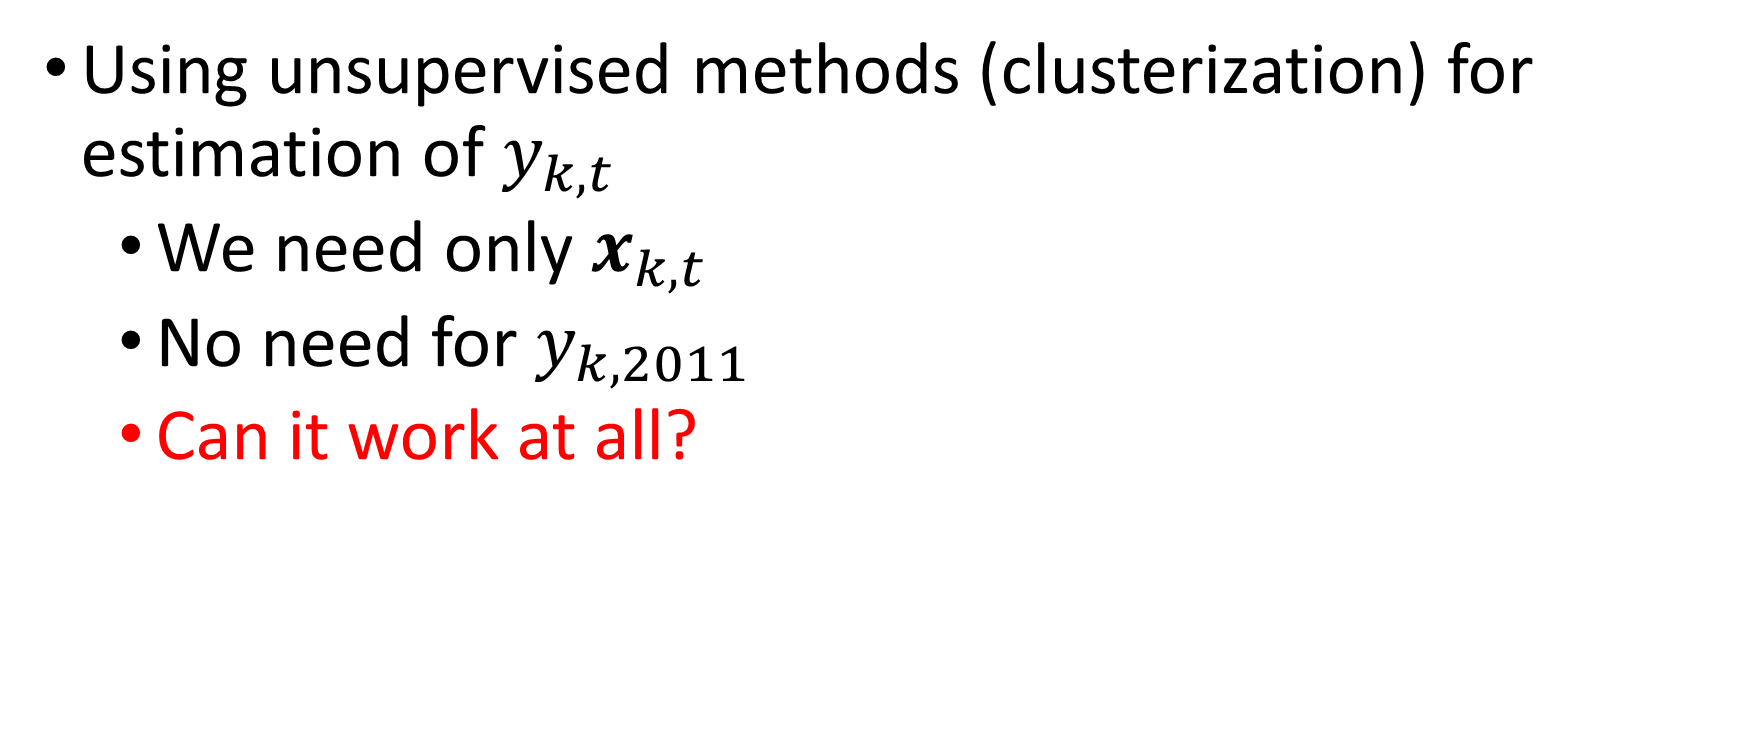 • Using unsupervised methods (clusterization) for
estimation of y_{k,t}
• We need only x_{k,t}
• No need for y_{k,2011}
• Can it work at all?